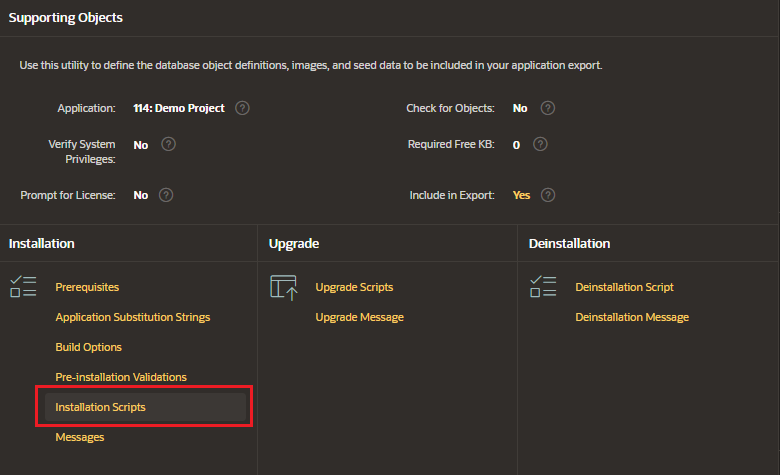 Supporting Objects
Use this utility to define the database object definitions, images, and seed data to be included in your application export.
Application: 114: Demo Project ?
Check for Objects: No ?
Verify System Privileges: No ?
Required Free KB: 0 ?
Prompt for License: No ?
Include in Export: Yes ?
Installation
Prerequisites
Application Substitution Strings
Build Options
Pre-installation Validations
Installation Scripts
Messages
Upgrade
Upgrade Scripts
Upgrade Message
Deinstallation
Deinstallation Script
Deinstallation Message